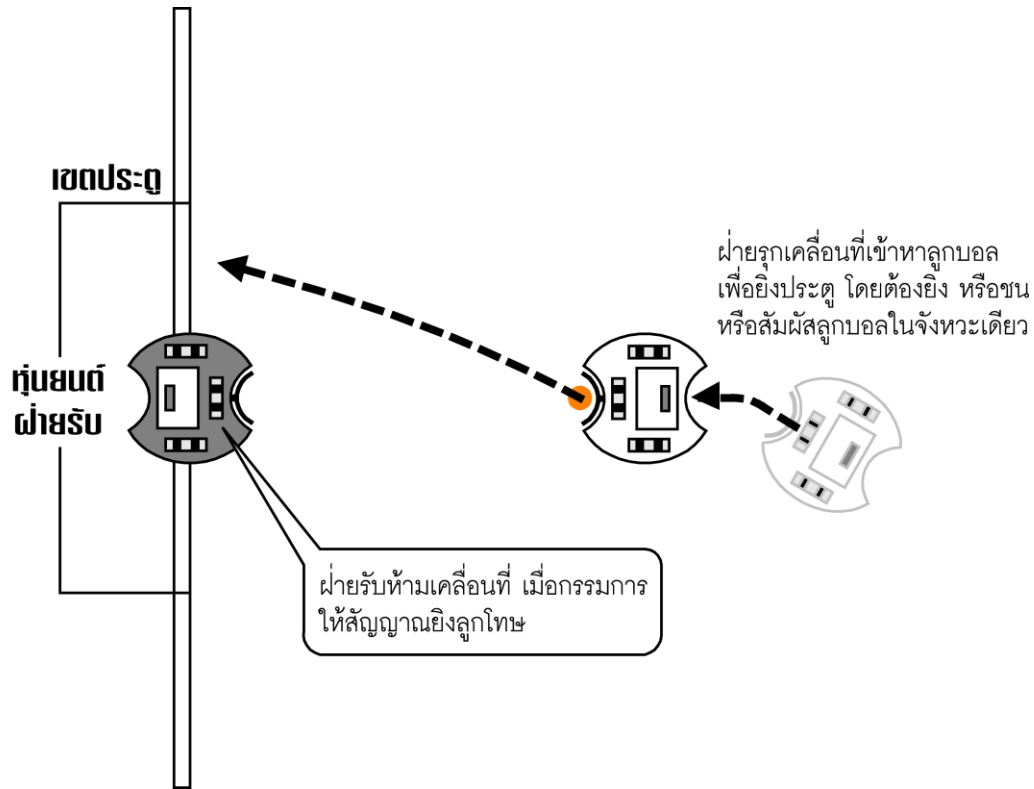 เขตประตู
ฝ่ายรุกเคลื่อนที่เข้าหาลูกบอล
เพื่อยิงประตู โดยต้องยิง หรือชน
หรือสัมผัสลูกบอลในจังหวะเดียว
หุ่นยนต์
ฝ่ายรับ
ฝ่ายรับห้ามเคลื่อนที่ เมื่อกรรมการ
ให้สัญญาณยิงลูกโทษ